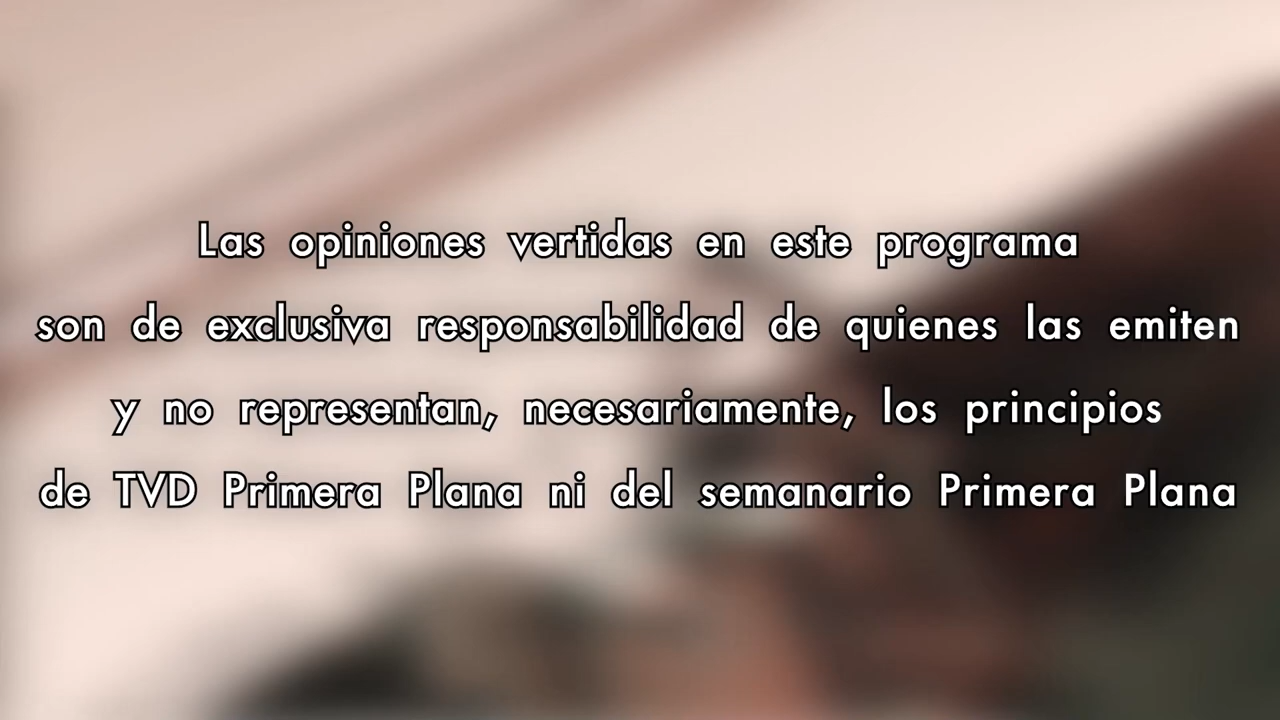 Las opiniones vertidas en este programa
son de exclusiva responsabilidad de quienes las emiten
y no representan, necesariamente, los principios
de TVD Primera Plana ni del semanario Primera Plana